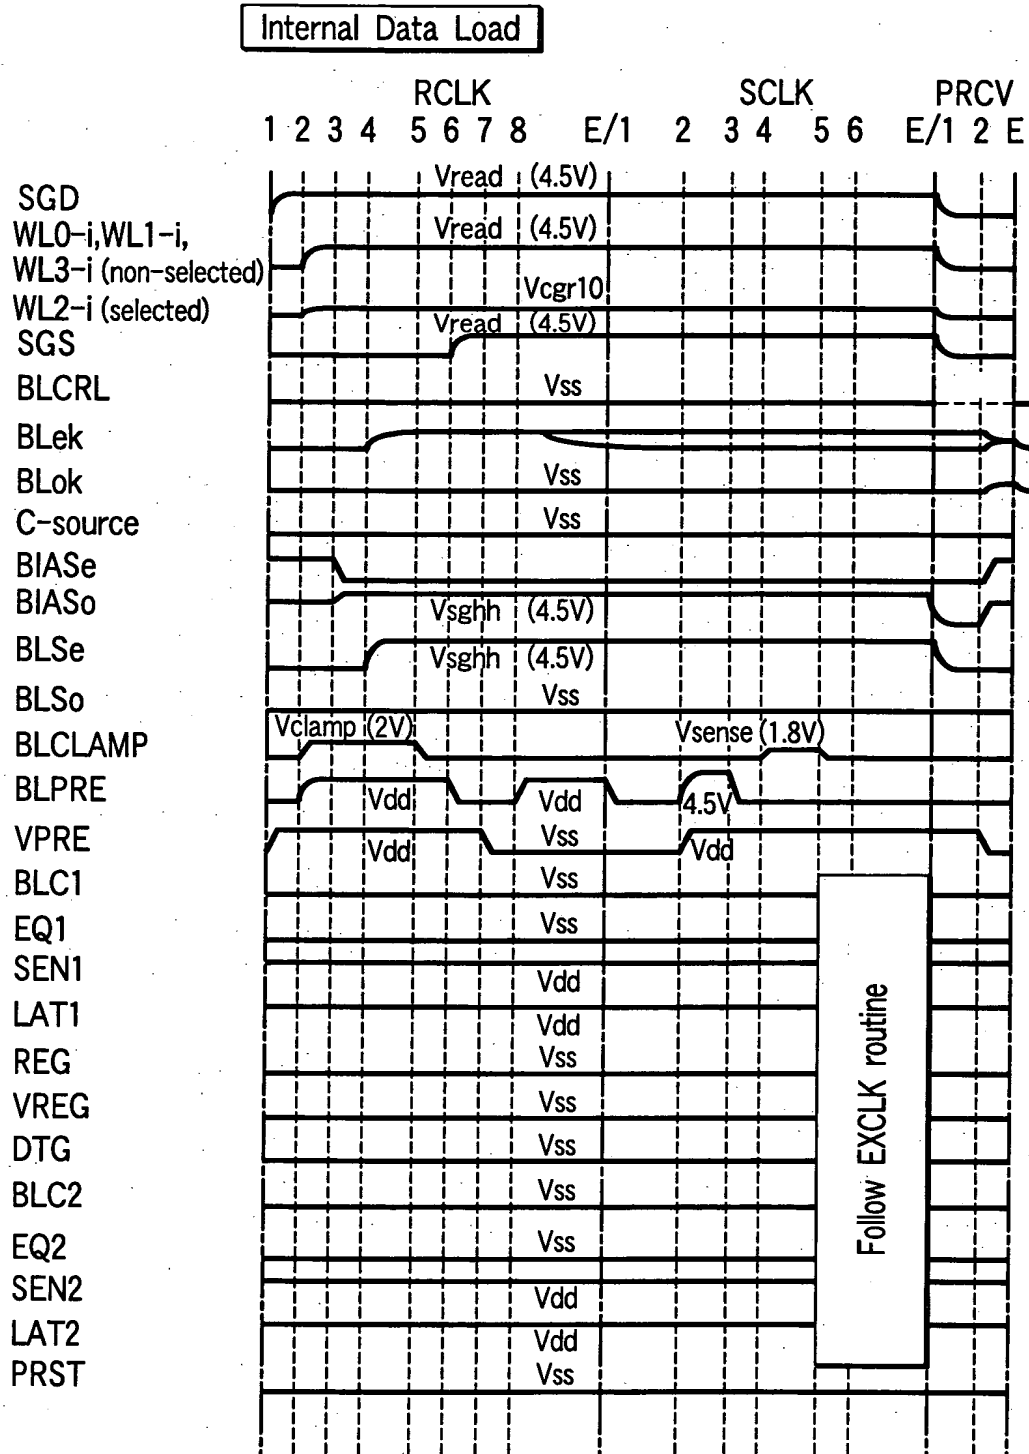 Internal Data Load
RCLK SCLK PRCV
1 2 3 4 5 6 7 8 E/1 2 3 4 5 6 E/1 2 E
SGD Vread (4.5V)
WL0-i,WL1-i,
WL3-i (non-selected) Vread (4.5V)
WL2-i (selected) Vcgr10
SGS Vread (4.5V)
BLCRL Vss
BLek
BLok Vss
C-source Vss
BIASe
BIASo Vsghh (4.5V)
BLSe Vsghh (4.5V)
BLSo Vss
BLCLAMP Vclamp (2V) Vsense (1.8V)
BLPRE Vdd Vdd 4.5V
VPRE Vdd Vss Vdd
BLC1 Vss
EQ1 Vss
SEN1 Vdd
LAT1 Vdd
REG Vss
VREG Vss
DTG Vss
BLC2 Vss
EQ2 Vss
SEN2 Vdd
LAT2 Vdd
PRST Vss
Follow EXCLK routine